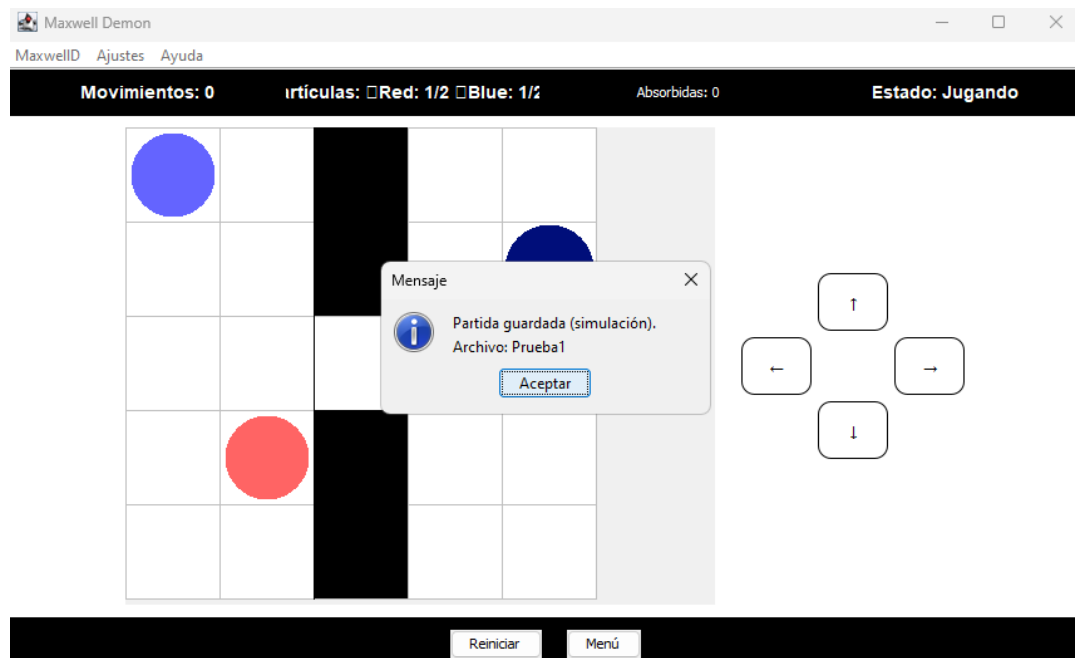 Maxwell Demon
MaxwellD Ajustes Ayuda
Movimientos: 0
artículas: □Red: 1/2 □Blue: 1/2
Absorbidas: 0
Estado: Jugando
Mensaje
Partida guardada (simulación).
Archivo: Prueba1
Aceptar
↑
← →
↓
Reiniciar Menú